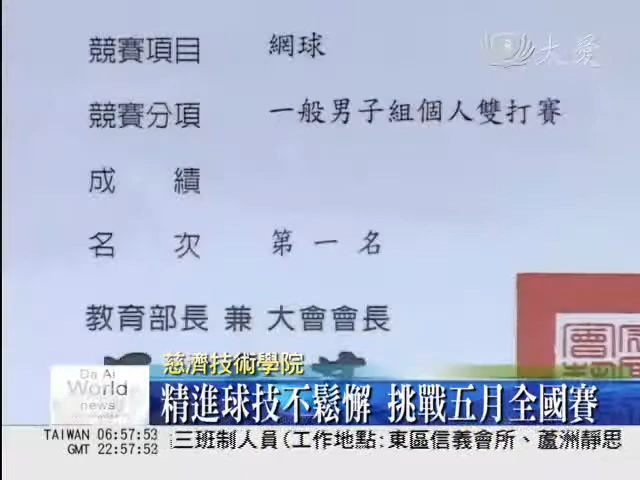 競賽項目 網球
大愛
競賽分項 一般男子組個人雙打賽
成績
名次 第一名
教育部長 兼 大會會長
慈濟技術學院
Da Ai
World
news
精進球技不鬆懈 挑戰五月全國賽
TAIWAN 06:57:53
GMT 22:57:53
三班制人員(工作地點:東區信義會所、蘆洲靜思